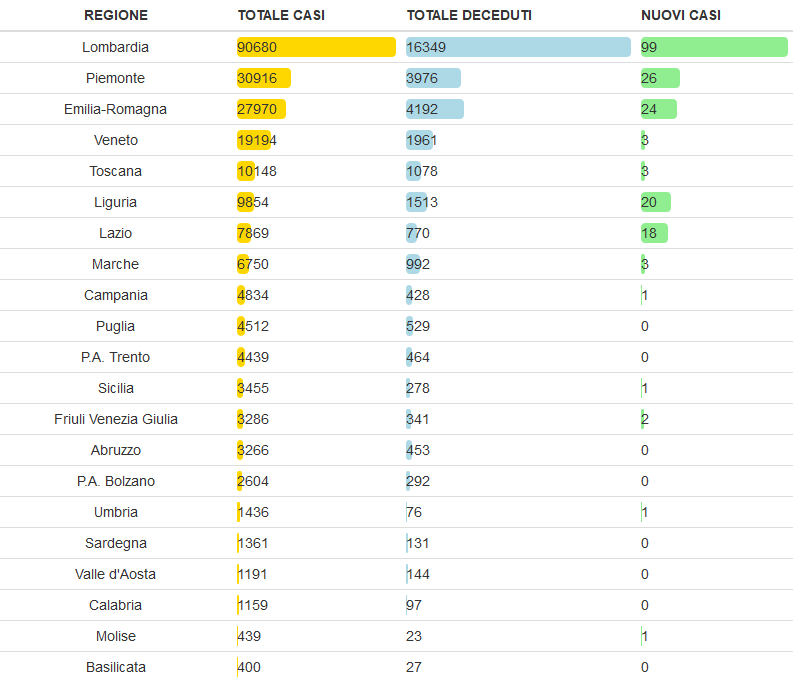 REGIONE TOTALE CASI TOTALE DECEDUTI NUOVI CASI
Lombardia 90680 16349 99
Piemonte 30916 3976 26
Emilia-Romagna 27970 4192 24
Veneto 19194 1961 3
Toscana 10148 1078 3
Liguria 9854 1513 20
Lazio 7869 770 18
Marche 6750 992 3
Campania 4834 428 1
Puglia 4512 529 0
P.A. Trento 4439 464 0
Sicilia 3455 278 1
Friuli Venezia Giulia 3286 341 2
Abruzzo 3266 453 0
P.A. Bolzano 2604 292 0
Umbria 1436 76 1
Sardegna 1361 131 0
Valle d'Aosta 1191 144 0
Calabria 1159 97 0
Molise 439 23 1
Basilicata 400 27 0